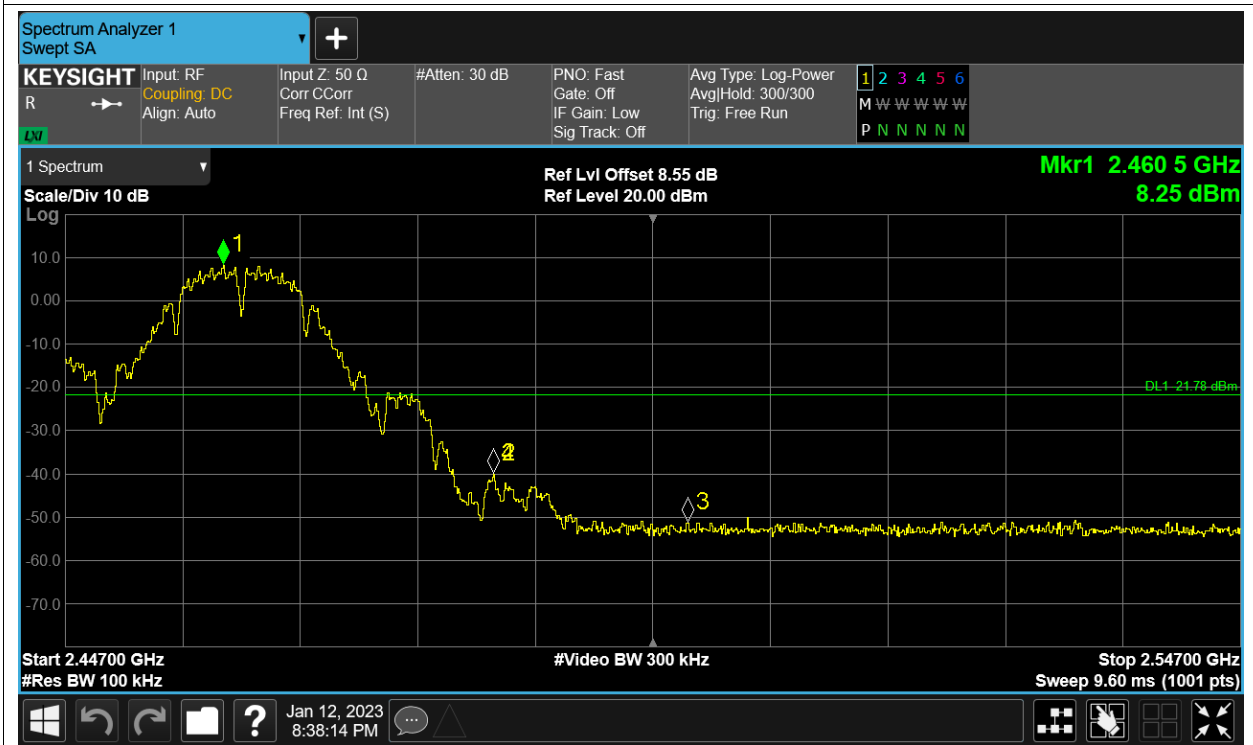 Spectrum Analyzer 1
Swept SA
KEYSIGHT
R
LXI
Input: RF
Coupling: DC
Align: Auto
Input Z: 50 Ω
Corr CCorr
Freq Ref: Int (S)
#Atten: 30 dB
PNO: Fast
Gate: Off
IF Gain: Low
Sig Track: Off
Avg Type: Log-Power
Avg|Hold: 300/300
Trig: Free Run
1 2 3 4 5 6
M W W W W W
P N N N N N
1 Spectrum
Scale/Div 10 dB
Log
Ref Lvl Offset 8.55 dB
Ref Level 20.00 dBm
Mkr1 2.460 5 GHz
8.25 dBm
1
10.0
0.00
-10.0
-20.0
DL1 -21.78 dBm
-30.0
-40.0
3
-50.0
-60.0
-70.0
Start 2.44700 GHz
#Res BW 100 kHz
#Video BW 300 kHz
Stop 2.54700 GHz
Sweep 9.60 ms (1001 pts)
?
Jan 12, 2023
8:38:14 PM